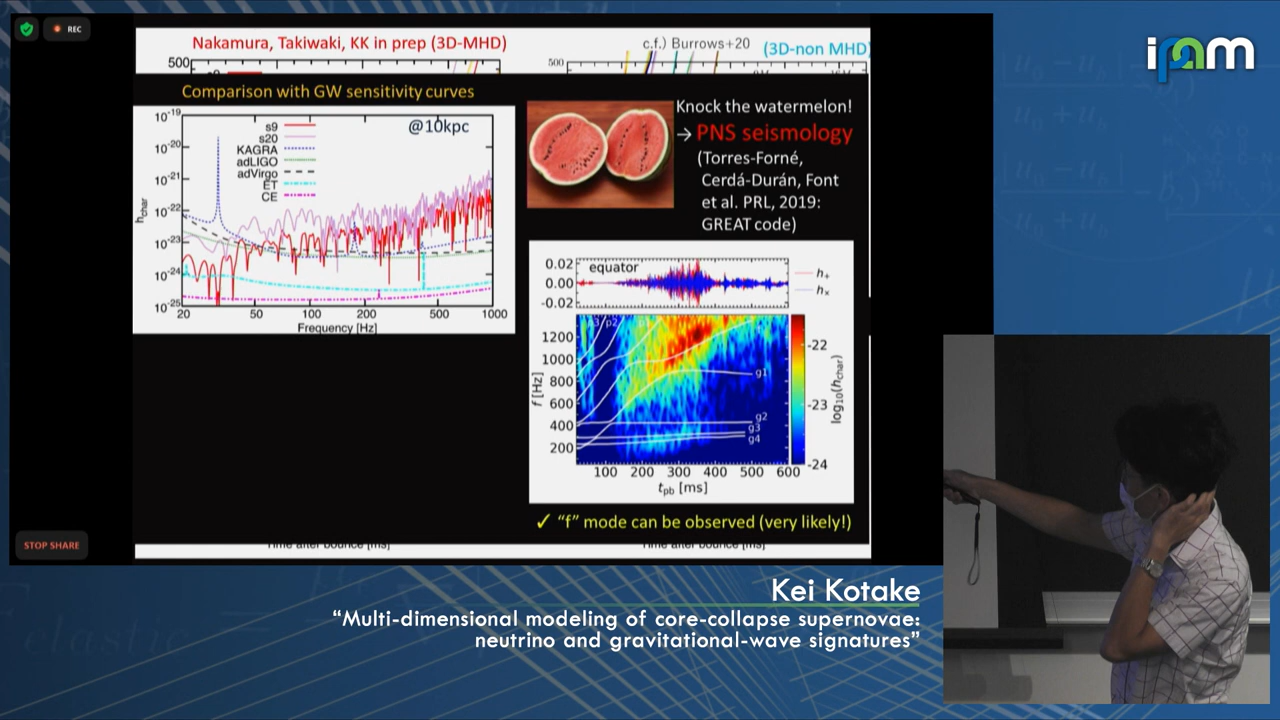 REC
ipam
Nakamura, Takiwaki, KK in prep (3D-MHD)
c.f.) Burrows+20 (3D-non MHD)
500
500
Comparison with GW sensitivity curves
10-19
10-20
10-21
10-22
10-23
10-24
10-25
hchar
@10kpc
s9
s20
KAGRA
adLIGO
adVirgo
ET
CE
20 50 100 200 500 1000
Frequency [Hz]
Knock the watermelon!
→ PNS seismology
(Torres-Forné,
Cerdá-Durán, Font
et al. PRL, 2019:
GREAT code)
0.02
0.00
-0.02
equator
h+
h×
1200
1000
800
600
400
200
f [Hz]
p2
g1
g2
g3
g4
-22
-23
-24
log10(hchar)
100 200 300 400 500 600
tpb [ms]
✓ “f” mode can be observed (very likely!)
Time after bounce [ms]
Time after bounce [ms]
STOP SHARE
Kei Kotake
“Multi-dimensional modeling of core-collapse supernovae:
neutrino and gravitational-wave signatures”